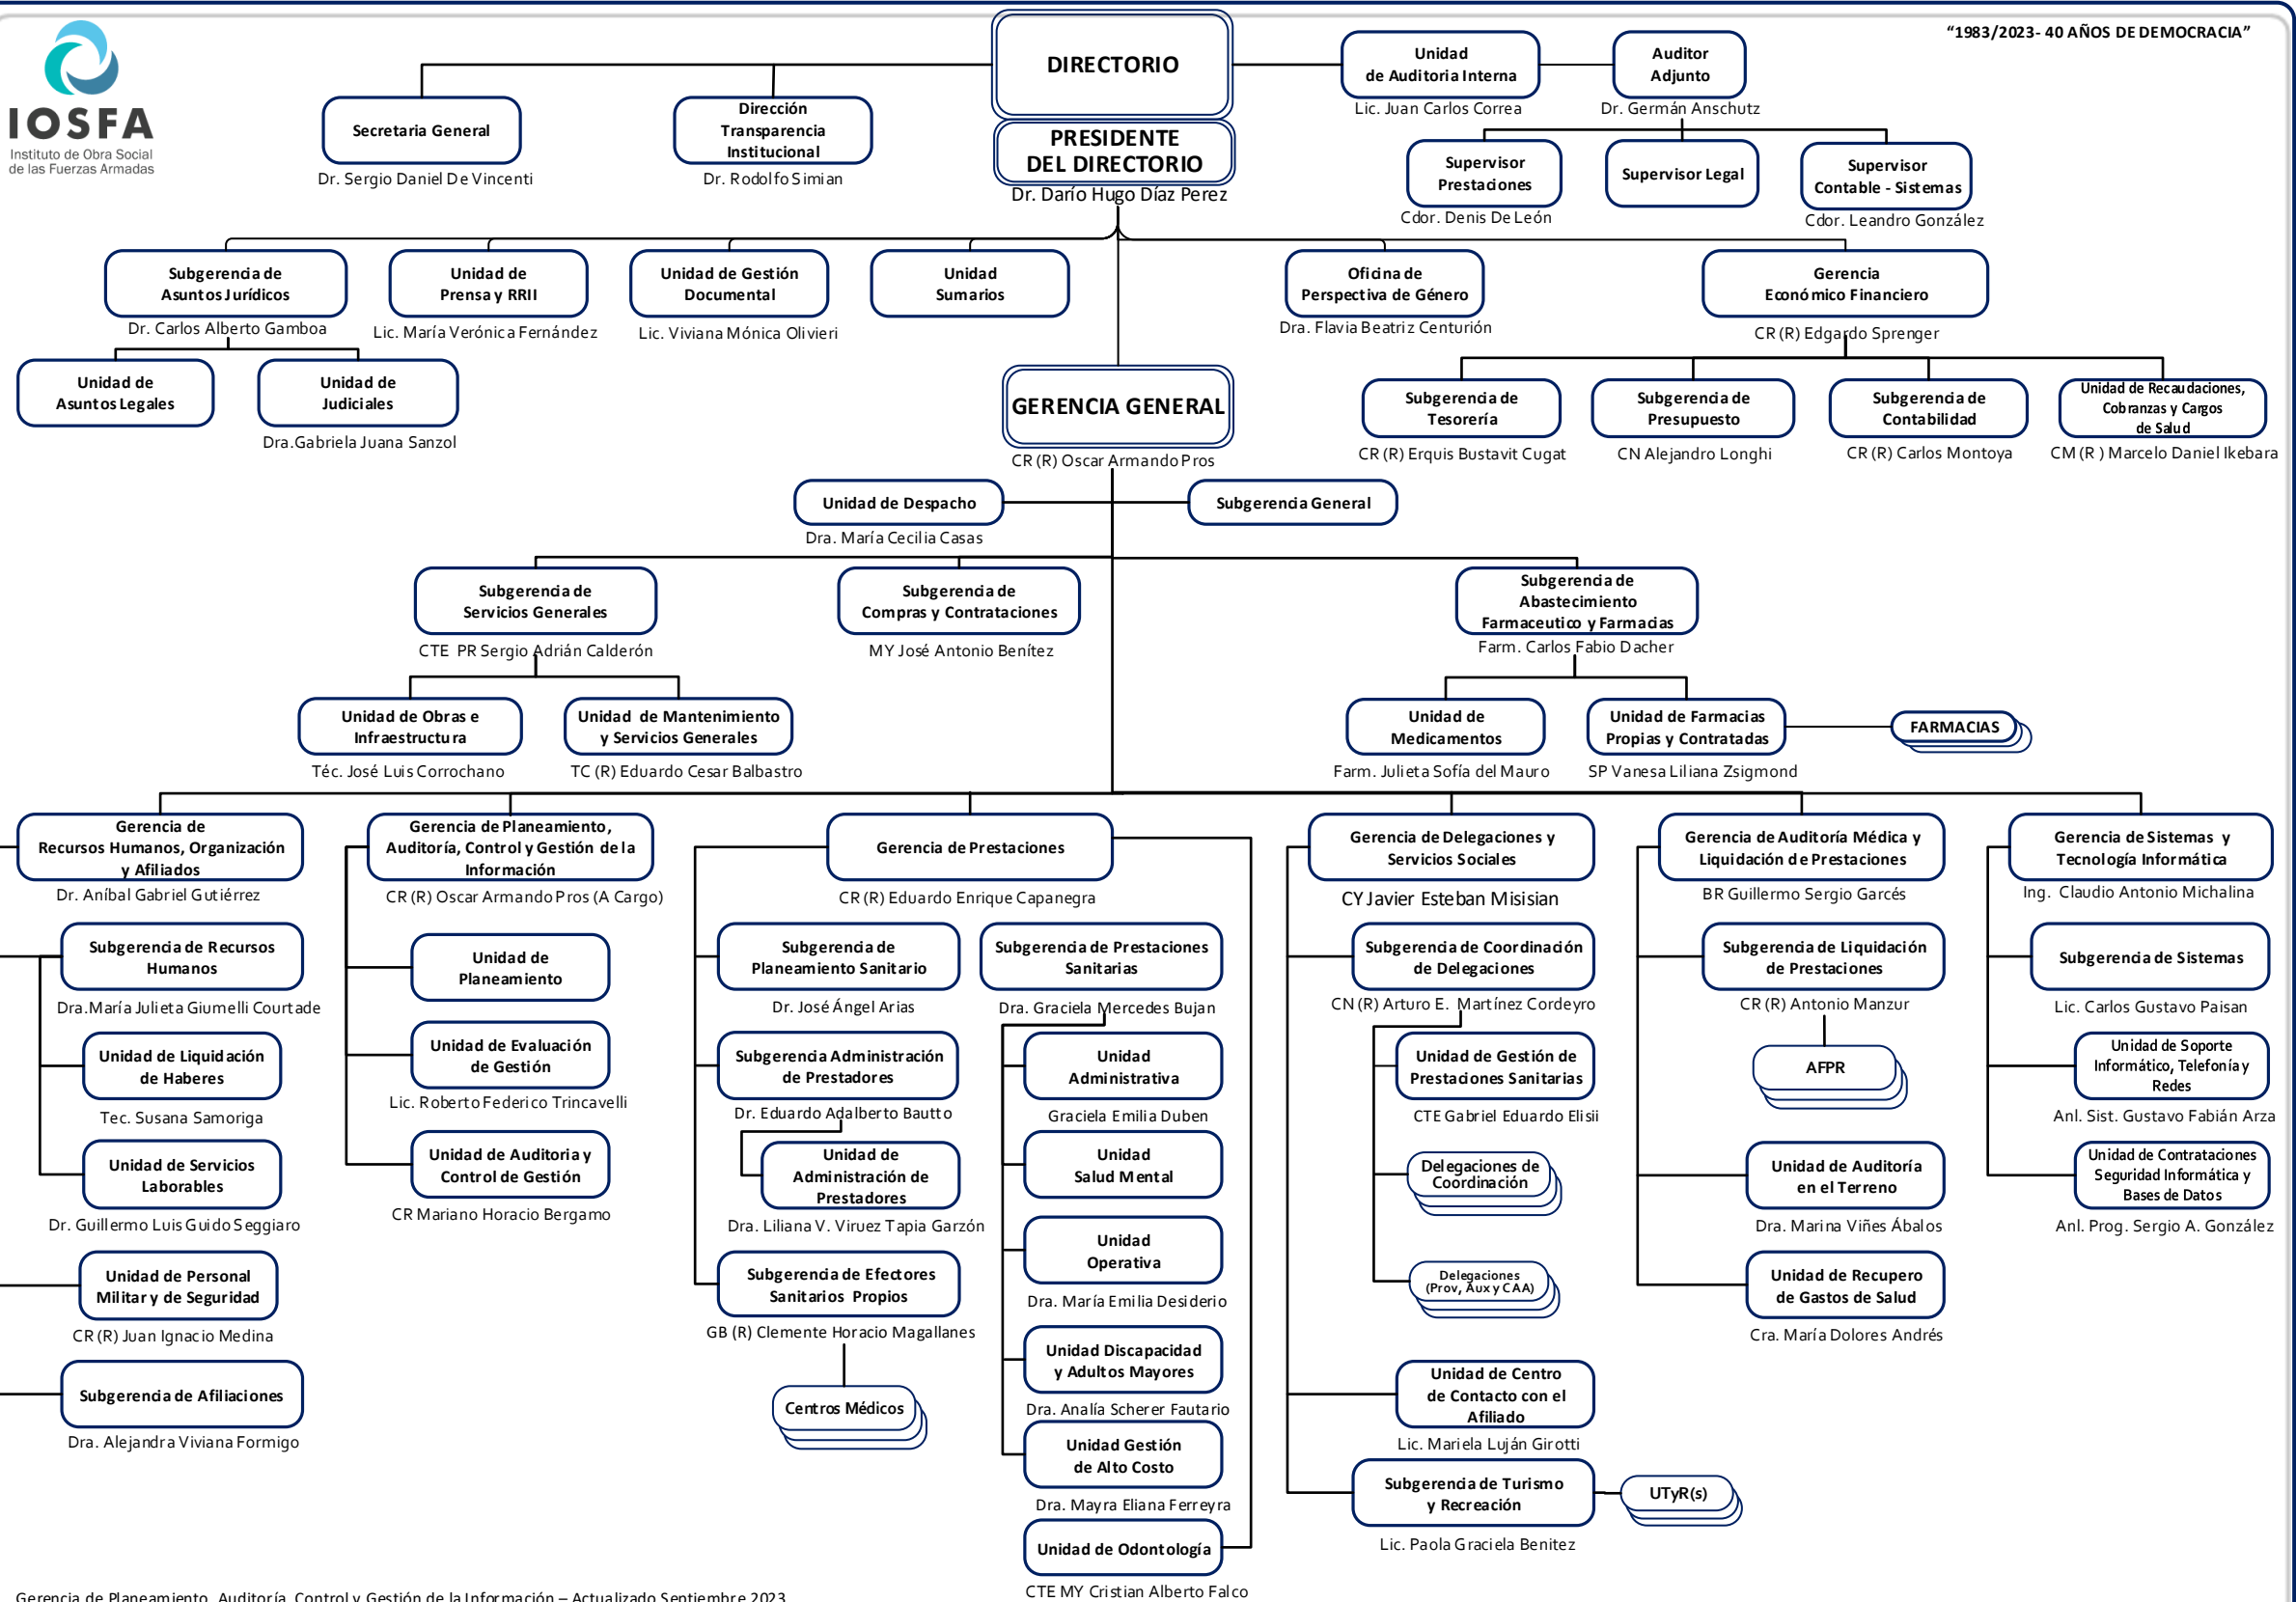 "1983/2023- 40 AÑOS DE DEMOCRACIA"
IOSFA
Instituto de Obra Social
de las Fuerzas Armadas
DIRECTORIO
PRESIDENTE
DEL DIRECTORIO
Dr. Darío Hugo Díaz Perez
Unidad
de Auditoria Interna
Lic. Juan Carlos Correa
Auditor
Adjunto
Dr. Germán Anschutz
Secretaria General
Dr. Sergio Daniel De Vincenti
Dirección
Transparencia
Institucional
Dr. Rodolfo Simian
Supervisor
Prestaciones
Cdor. Denis De León
Supervisor Legal
Supervisor
Contable - Sistemas
Cdor. Leandro González
Subgerencia de
Asuntos Jurídicos
Dr. Carlos Alberto Gamboa
Unidad de
Prensa y RRII
Lic. María Verónica Fernández
Unidad de Gestión
Documental
Lic. Viviana Mónica Olivieri
Unidad
Sumarios
Oficina de
Perspectiva de Género
Dra. Flavia Beatriz Centurión
Gerencia
Económico Financiero
CR (R) Edgardo Sprenger
Unidad de
Asuntos Legales
Unidad de
Judiciales
Dra.Gabriela Juana Sanzol
GERENCIA GENERAL
CR (R) Oscar Armando Pros
Subgerencia de
Tesorería
CR (R) Erquis Bustavit Cugat
Subgerencia de
Presupuesto
CN Alejandro Longhi
Subgerencia de
Contabilidad
CR (R) Carlos Montoya
Unidad de Recaudaciones,
Cobranzas y Cargos
de Salud
CM (R ) Marcelo Daniel Ikebara
Unidad de Despacho
Dra. María Cecilia Casas
Subgerencia General
Subgerencia de
Servicios Generales
CTE PR Sergio Adrián Calderón
Subgerencia de
Compras y Contrataciones
MY José Antonio Benítez
Subgerencia de
Abastecimiento
Farmaceutico y Farmacias
Farm. Carlos Fabio Dacher
Unidad de Obras e
Infraestructura
Téc. José Luis Corrochano
Unidad de Mantenimiento
y Servicios Generales
TC (R) Eduardo Cesar Balbastro
Unidad de
Medicamentos
Farm. Julieta Sofía del Mauro
Unidad de Farmacias
Propias y Contratadas
SP Vanesa Liliana Zsigmond
FARMACIAS
Gerencia de
Recursos Humanos, Organización
y Afiliados
Dr. Aníbal Gabriel Gutiérrez
Subgerencia de Recursos
Humanos
Dra.María Julieta Giumelli Courtade
Unidad de Liquidación
de Haberes
Tec. Susana Samoriga
Unidad de Servicios
Laborables
Dr. Guillermo Luis Guido Seggiaro
Unidad de Personal
Militar y de Seguridad
CR (R) Juan Ignacio Medina
Subgerencia de Afiliaciones
Dra. Alejandra Viviana Formigo
Gerencia de Planeamiento,
Auditoría, Control y Gestión de la
Información
CR (R) Oscar Armando Pros (A Cargo)
Unidad de
Planeamiento
Unidad de Evaluación
de Gestión
Lic. Roberto Federico Trincavelli
Unidad de Auditoria y
Control de Gestión
CR Mariano Horacio Bergamo
Gerencia de Prestaciones
CR (R) Eduardo Enrique Capanegra
Subgerencia de
Planeamiento Sanitario
Dr. José Ángel Arias
Subgerencia Administración
de Prestadores
Dr. Eduardo Adalberto Bautto
Unidad de
Administración de
Prestadores
Dra. Liliana V. Viruez Tapia Garzón
Subgerencia de Efectores
Sanitarios Propios
GB (R) Clemente Horacio Magallanes
Centros Médicos
Subgerencia de Prestaciones
Sanitarias
Dra. Graciela Mercedes Bujan
Unidad
Administrativa
Graciela Emilia Duben
Unidad
Salud Mental
Unidad
Operativa
Dra. María Emilia Desiderio
Unidad Discapacidad
y Adultos Mayores
Dra. Analía Scherer Fautario
Unidad Gestión
de Alto Costo
Dra. Mayra Eliana Ferreyra
Unidad de Odontología
CTE MY Cristian Alberto Falco
Gerencia de Delegaciones y
Servicios Sociales
CY Javier Esteban Misisian
Subgerencia de Coordinación
de Delegaciones
CN (R) Arturo E. Martínez Cordeyro
Unidad de Gestión de
Prestaciones Sanitarias
CTE Gabriel Eduardo Elisii
Delegaciones de
Coordinación
Delegaciones
(Prov, Aux y CAA)
Unidad de Centro
de Contacto con el
Afiliado
Lic. Mariela Luján Girotti
Subgerencia de Turismo
y Recreación
Lic. Paola Graciela Benitez
UTyR(s)
Gerencia de Auditoría Médica y
Liquidación de Prestaciones
BR Guillermo Sergio Garcés
Subgerencia de Liquidación
de Prestaciones
CR (R) Antonio Manzur
AFPR
Unidad de Auditoría
en el Terreno
Dra. Marina Viñes Ábalos
Unidad de Recupero
de Gastos de Salud
Cra. María Dolores Andrés
Gerencia de Sistemas y
Tecnología Informática
Ing. Claudio Antonio Michalina
Subgerencia de Sistemas
Lic. Carlos Gustavo Paisan
Unidad de Soporte
Informático, Telefonía y
Redes
Anl. Sist. Gustavo Fabián Arza
Unidad de Contrataciones
Seguridad Informática y
Bases de Datos
Anl. Prog. Sergio A. González
Gerencia de Planeamiento, Auditoría, Control y Gestión de la Información – Actualizado Septiembre 2023